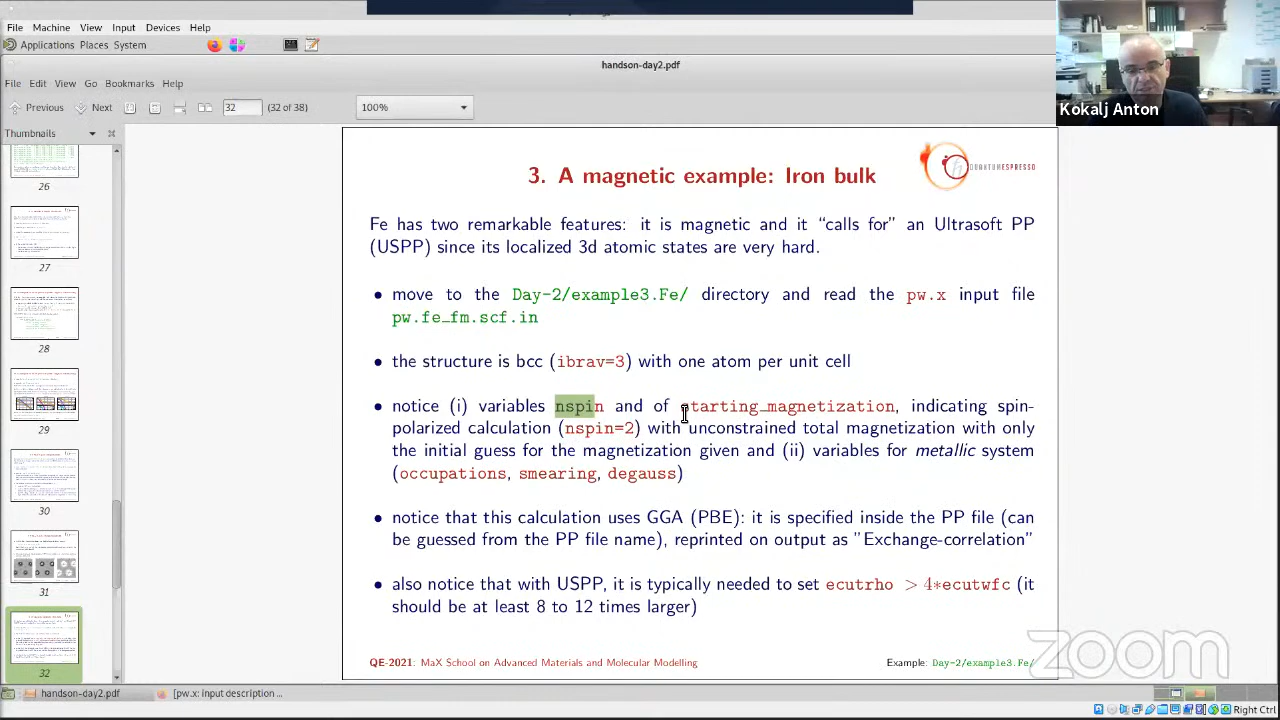 File Machine View Input Devices Help
Applications Places System
handson-day2.pdf
File Edit View Go Bookmarks Help
Previous Next 32 (32 of 38) 100%
Thumbnails
26
27
28
29
30
31
32
Kokalj Anton
QUANTUMESPRESSO
3. A magnetic example: Iron bulk
Fe has two remarkable features: it is magnetic and it “calls for” an Ultrasoft PP
(USPP) since its localized 3d atomic states are very hard.
• move to the Day-2/example3.Fe/ directory and read the pw.x input file
pw.fe_fm.scf.in
• the structure is bcc (ibrav=3) with one atom per unit cell
• notice (i) variables nspin and of starting_magnetization, indicating spin-
polarized calculation (nspin=2) with unconstrained total magnetization with only
the initial guess for the magnetization given and (ii) variables for metallic system
(occupations, smearing, degauss)
• notice that this calculation uses GGA (PBE): it is specified inside the PP file (can
be guessed from the PP file name), reprinted on output as ”Exchange-correlation”
• also notice that with USPP, it is typically needed to set ecutrho > 4*ecutwfc (it
should be at least 8 to 12 times larger)
QE-2021: MaX School on Advanced Materials and Molecular Modelling
Example: Day-2/example3.Fe/
zoom
handson-day2.pdf [pw.x: input description ...
Right Ctrl